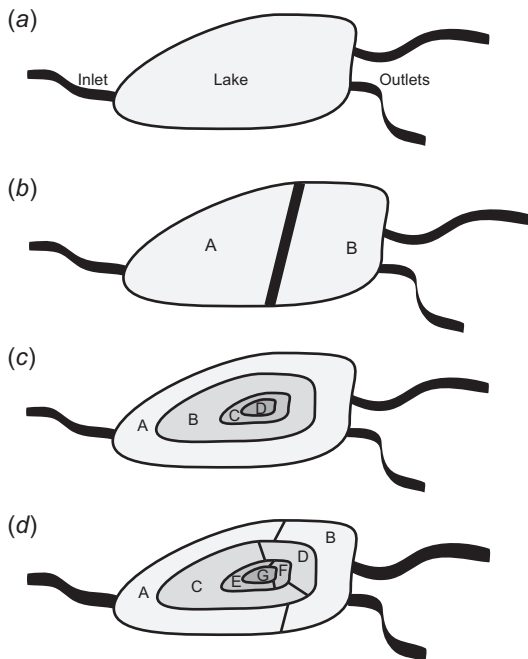 (a)
Inlet Lake Outlets
(b)
A B
(c)
A B C D
(d)
A C E G F D B